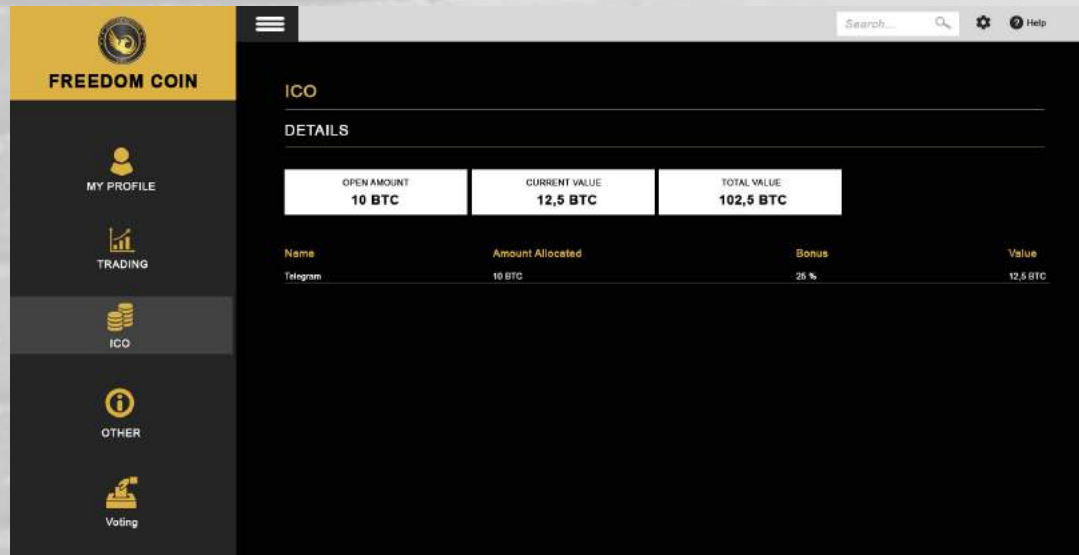 FREEDOM COIN
MY PROFILE
TRADING
ICO
OTHER
Voting
Search...
Help
ICO
DETAILS
OPEN AMOUNT CURRENT VALUE TOTAL VALUE
10 BTC 12,5 BTC 102,5 BTC
Name Amount Allocated Bonus Value
Telegram 10 BTC 25 % 12,5 BTC